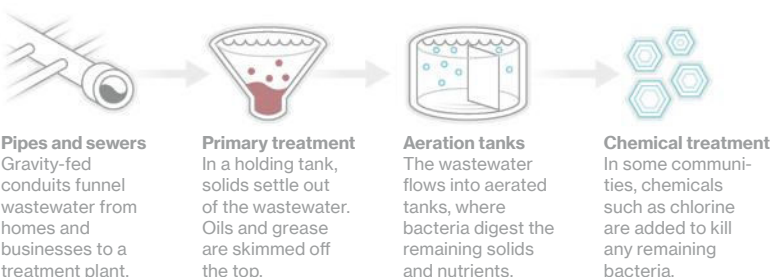 Pipes and sewers
Gravity-fed
conduits funnel
wastewater from
homes and
businesses to a
treatment plant.
Primary treatment
In a holding tank,
solids settle out
of the wastewater.
Oils and grease
are skimmed off
the top.
Aeration tanks
The wastewater
flows into aerated
tanks, where
bacteria digest the
remaining solids
and nutrients.
Chemical treatment
In some communi-
ties, chemicals
such as chlorine
are added to kill
any remaining
bacteria.